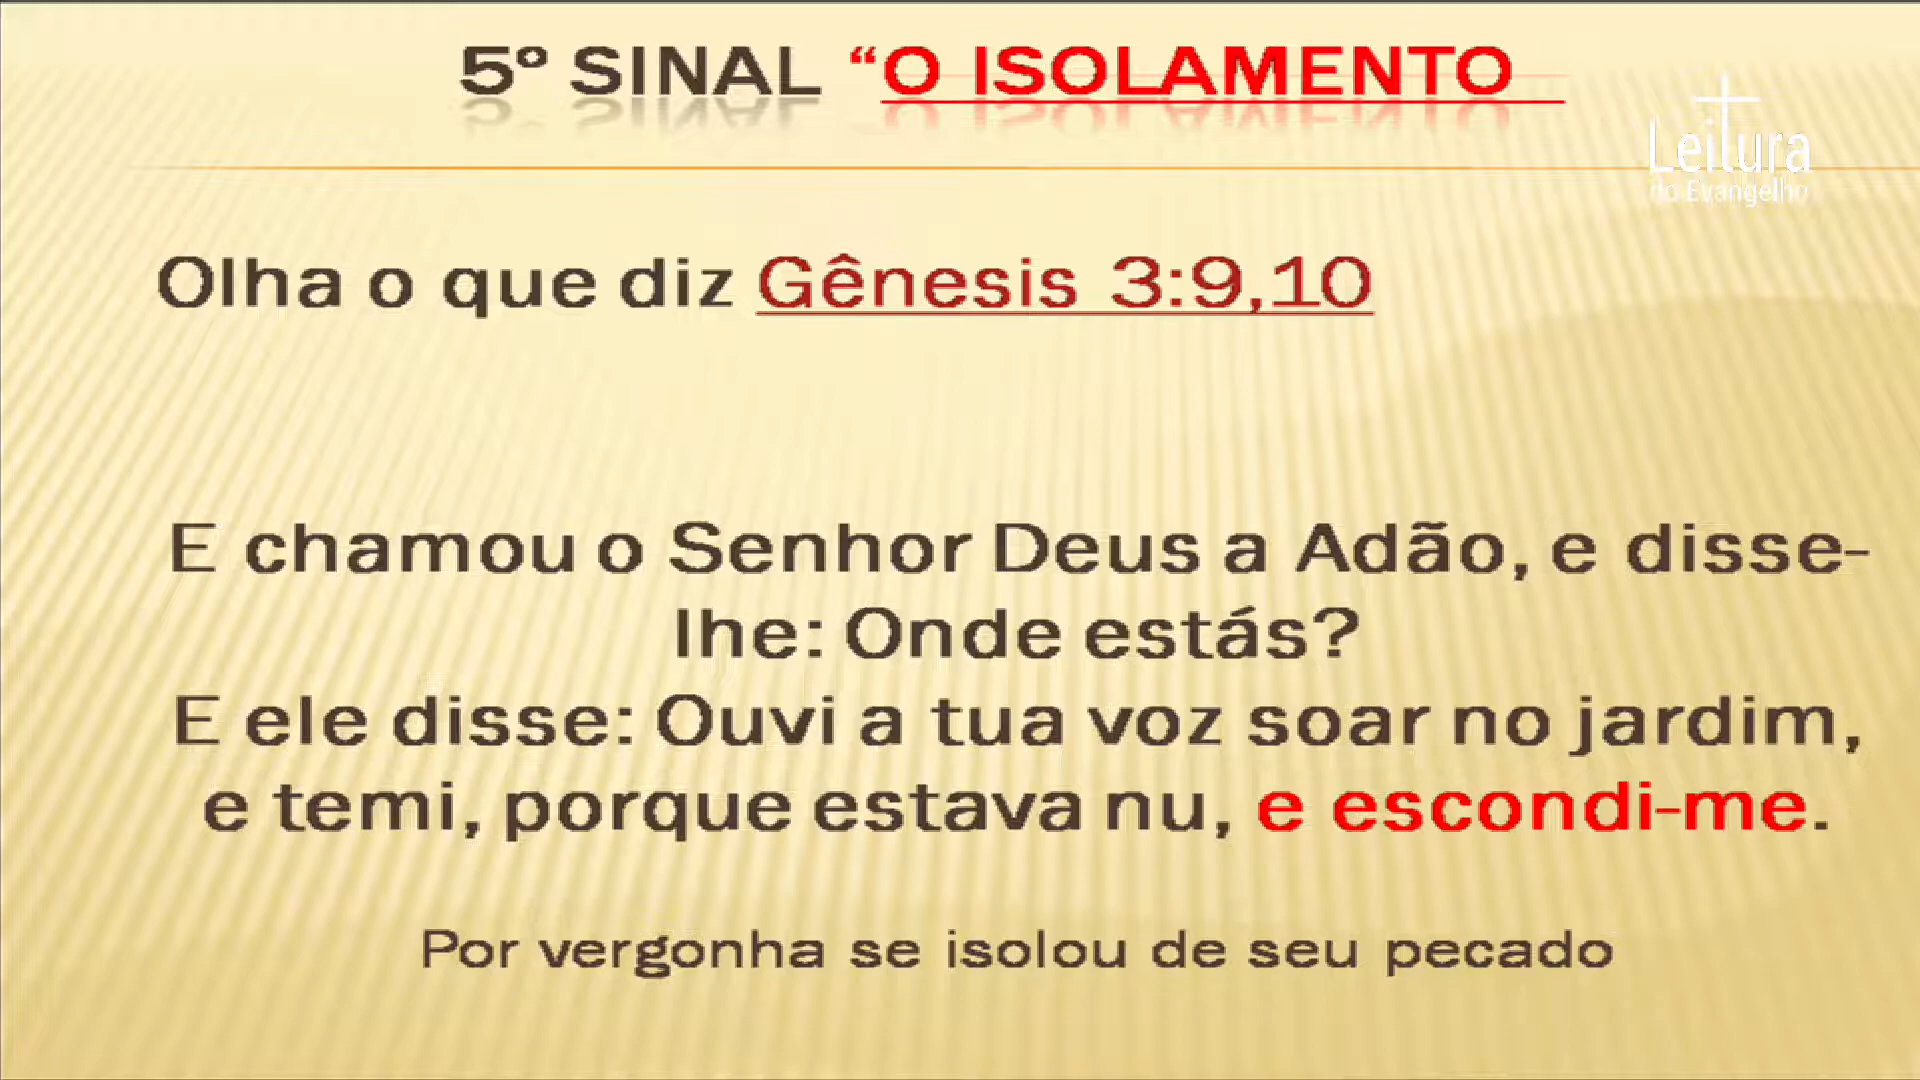 5º SINAL “O ISOLAMENTO
Leitura
do Evangelho
Olha o que diz Gênesis 3:9,10
E chamou o Senhor Deus a Adão, e disse-
lhe: Onde estás?
E ele disse: Ouvi a tua voz soar no jardim,
e temi, porque estava nu, e escondi-me.
Por vergonha se isolou de seu pecado